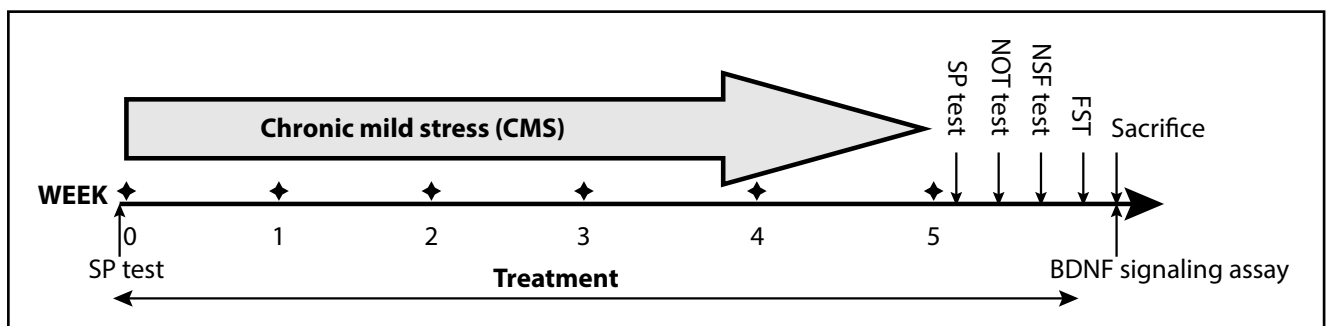 SP test
NOT test
NSF test
FST
Sacrifice
Chronic mild stress (CMS)
WEEK
0
1
2
3
4
5
SP test
Treatment
BDNF signaling assay